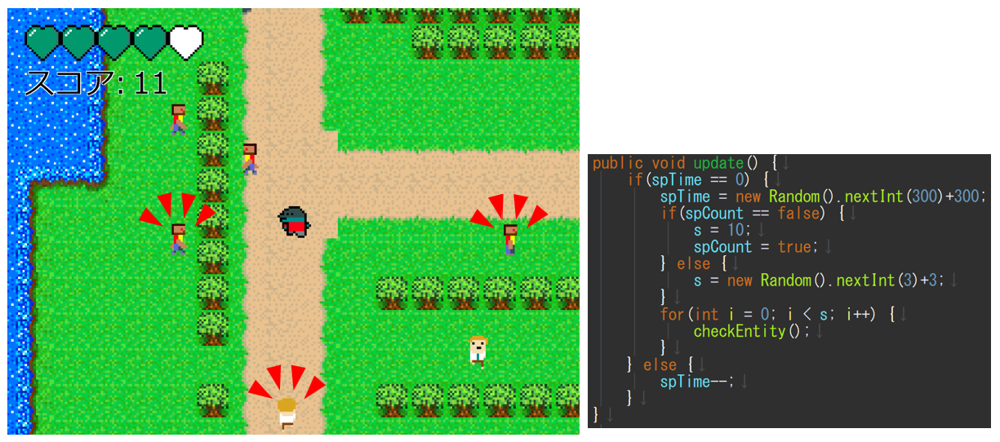 スコア: 11
public void update() {↓
if(spTime == 0) {↓
spTime = new Random().nextInt(300)+300;
if(spCount == false) {↓
s = 10;↓
spCount = true;↓
} else {↓
s = new Random().nextInt(3)+3;↓
}↓
for(int i = 0; i < s; i++) {↓
checkEntity();↓
}↓
} else {↓
spTime--;↓
}↓
}↓